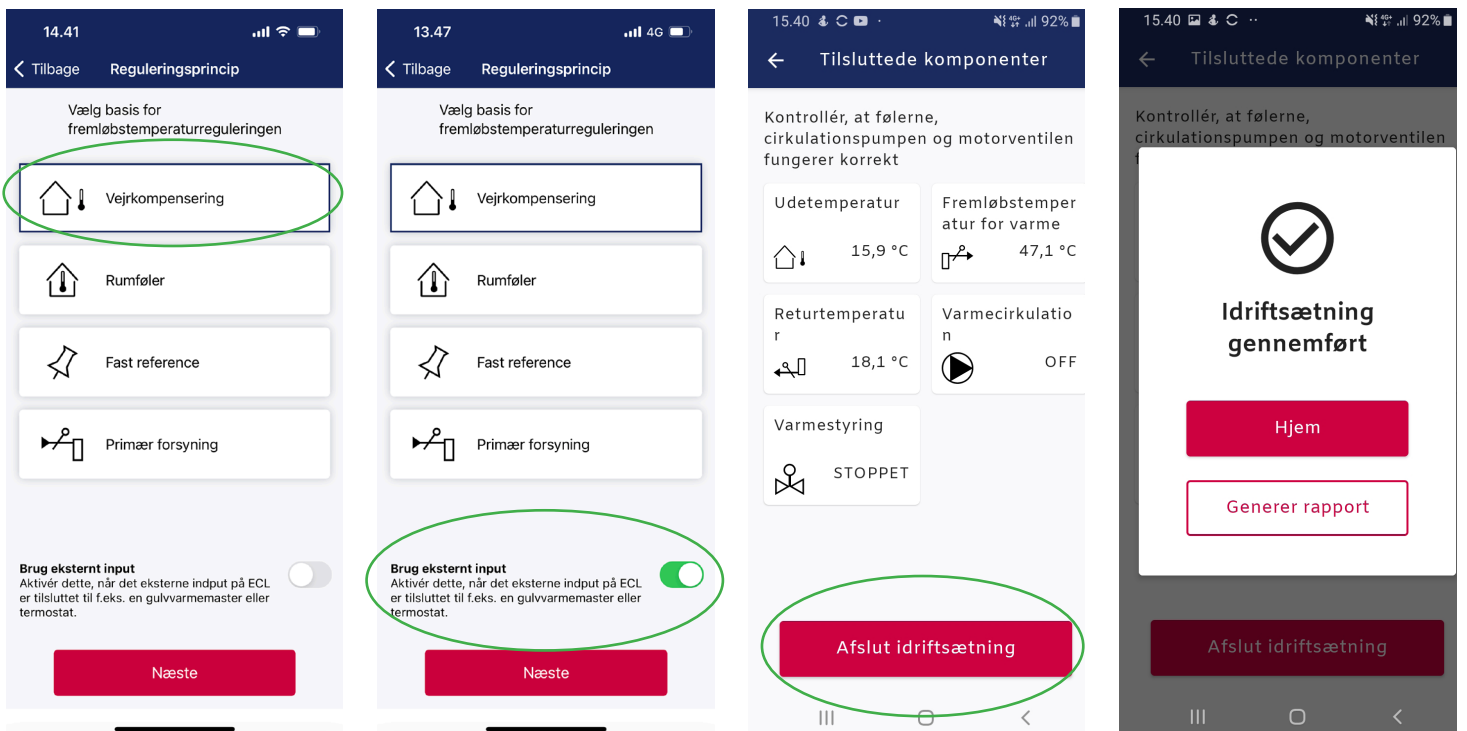 14.41
Tilbage Reguleringsprincip
Vælg basis for
fremløbstemperaturreguleringen
Vejrkompensering
Rumføler
Fast reference
Primær forsyning
Brug eksternt input
Aktivér dette, når det eksterne indput på ECL
er tilsluttet til f.eks. en gulvvarmemaster eller
termostat.
Næste
13.47 4G
Tilbage Reguleringsprincip
Vælg basis for
fremløbstemperaturreguleringen
Vejrkompensering
Rumføler
Fast reference
Primær forsyning
Brug eksternt input
Aktivér dette, når det eksterne indput på ECL
er tilsluttet til f.eks. en gulvvarmemaster eller
termostat.
Næste
15.40 4G+ 92%
Tilsluttede komponenter
Kontrollér, at følerne,
cirkulationspumpen og motorventilen
fungerer korrekt
Udetemperatur
15,9 °C
Fremløbstemper
atur for varme
47,1 °C
Returtemperatu
r
18,1 °C
Varmecirkulatio
n
OFF
Varmestyring
STOPPET
Afslut idriftsætning
15.40 4G+ 92%
Tilsluttede komponenter
Kontrollér, at følerne,
cirkulationspumpen og motorventilen
Idriftsætning
gennemført
Hjem
Generer rapport
Afslut idriftsætning